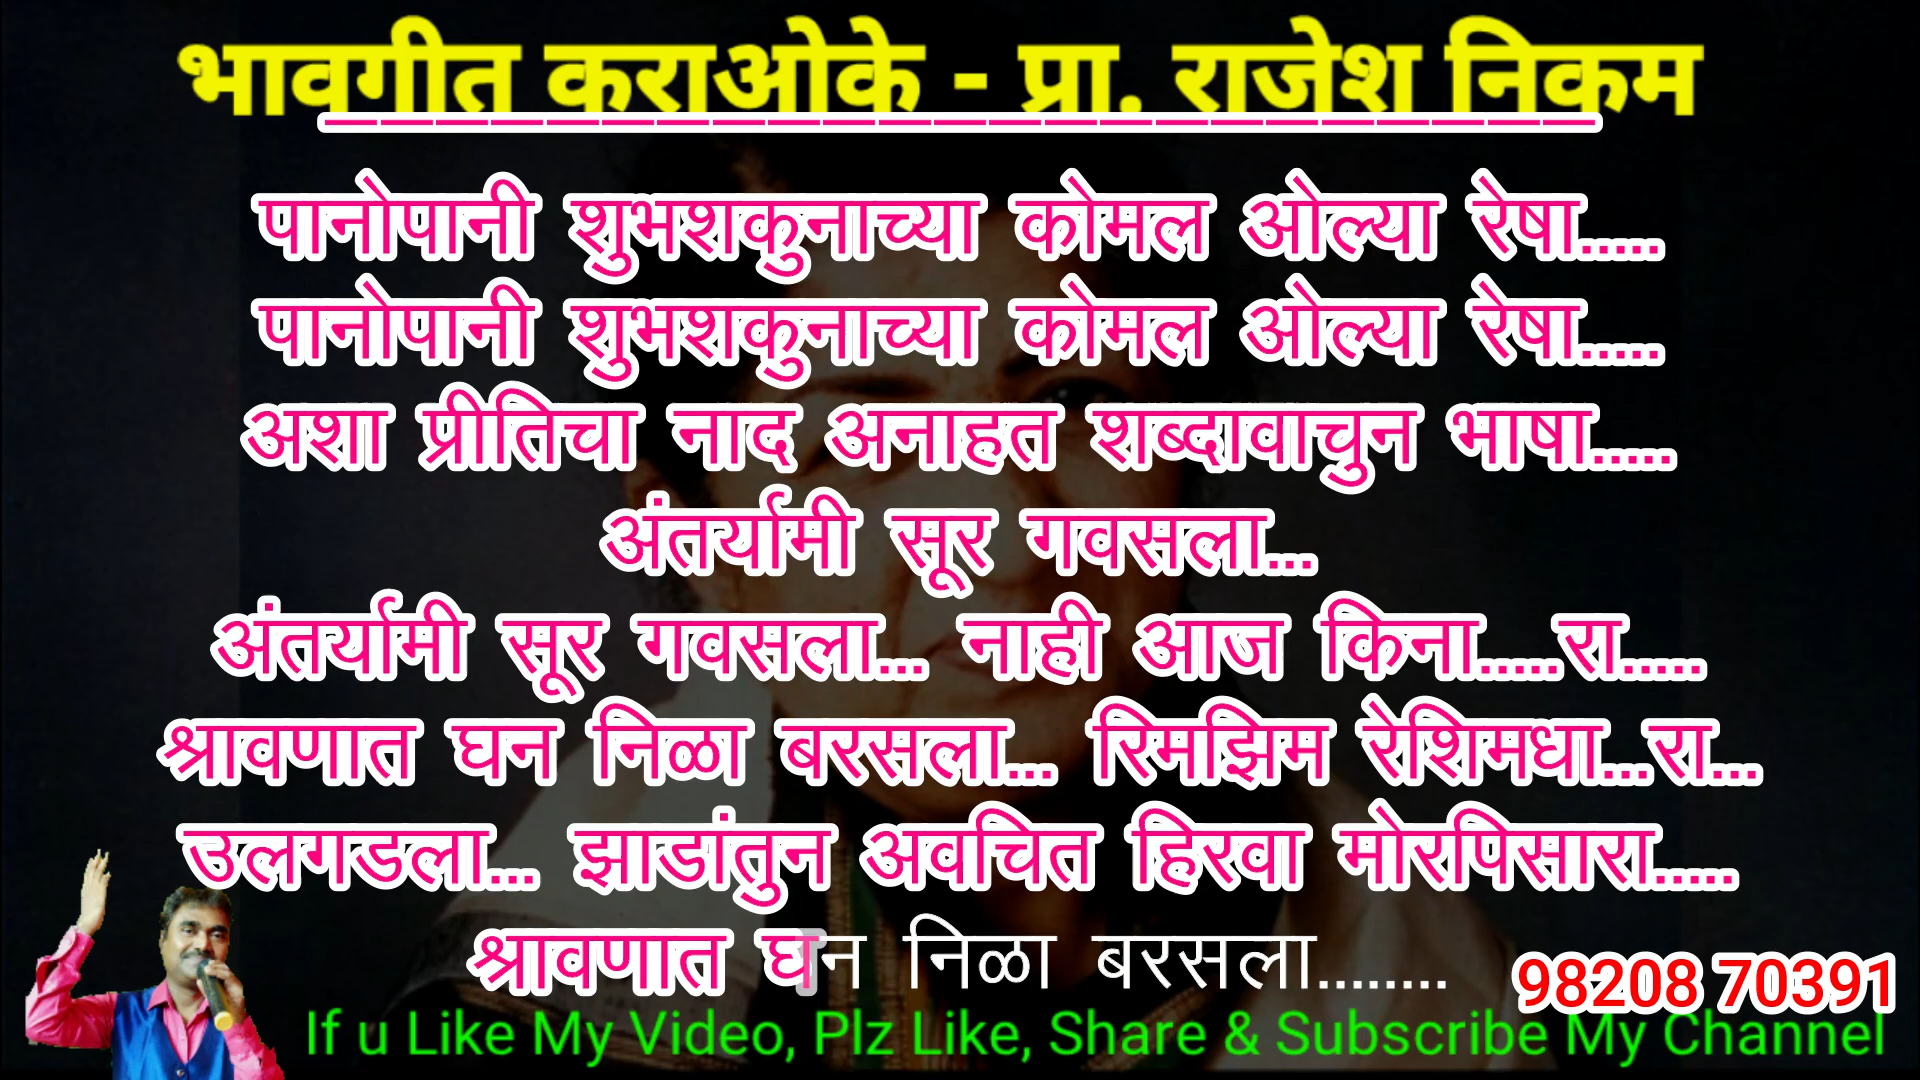 भावगीत कराओके - प्रा. राजेश निकम
पानोपानी शुभशकुनाच्या कोमल ओल्या रेषा.....
पानोपानी शुभशकुनाच्या कोमल ओल्या रेषा.....
अशा प्रीतिचा नाद अनाहत शब्दावाचुन भाषा.....
अंतर्यामी सूर गवसला...
अंतर्यामी सूर गवसला... नाही आज किना.....रा.....
श्रावणात घन निळा बरसला... रिमझिम रेशिमधा...रा...
उलगडला... झाडांतुन अवचित हिरवा मोरपिसारा.....
श्रावणात घन निळा बरसला........
98208 70391
If u Like My Video, Plz Like, Share & Subscribe My Channel